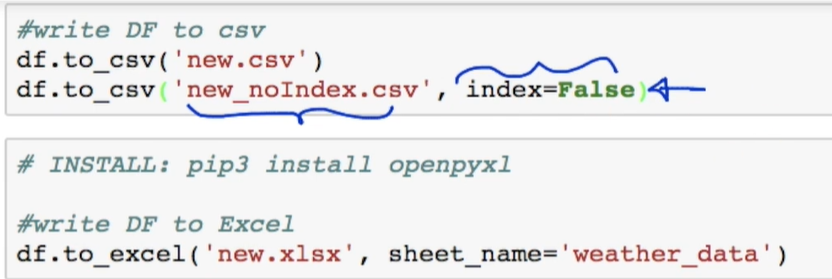 #write DF to csv
df.to_csv('new.csv')
df.to_csv('new_noIndex.csv', index=False)
# INSTALL: pip3 install openpyxl
#write DF to Excel
df.to_excel('new.xlsx', sheet_name='weather_data')